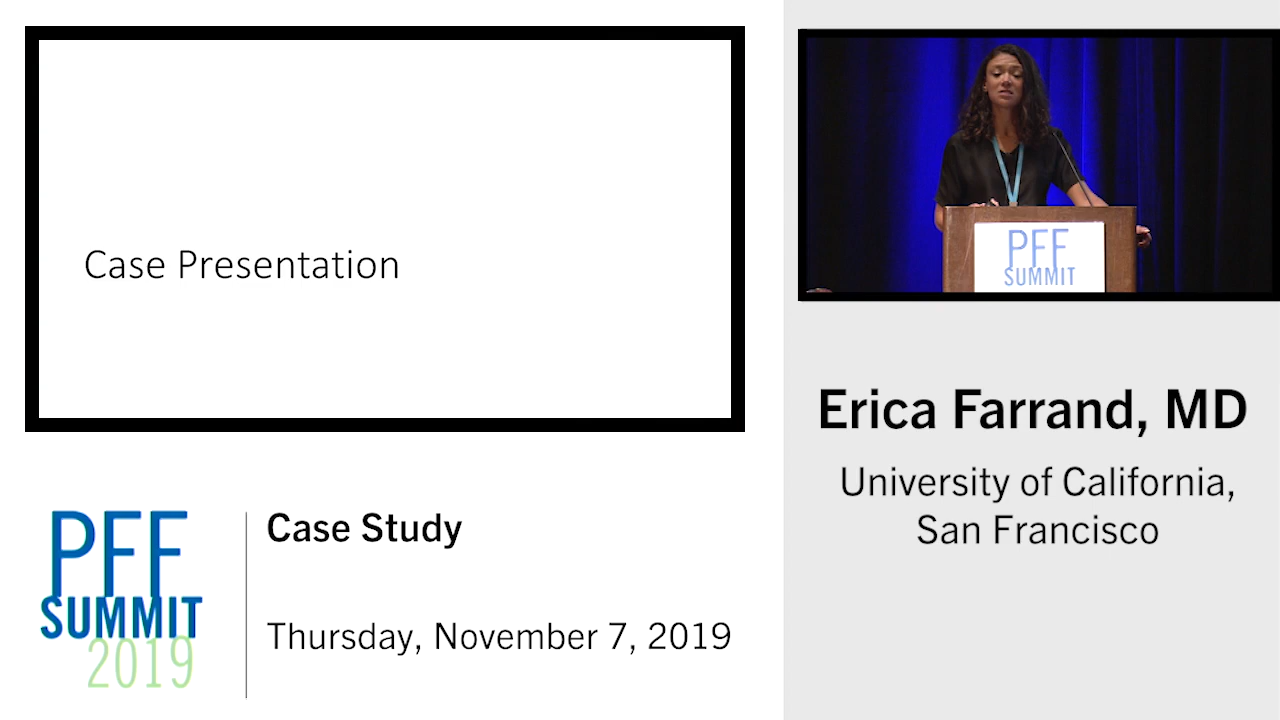 Case Presentation
PFF
SUMMIT
2019
Case Study
Thursday, November 7, 2019
PFF
SUMMIT
Erica Farrand, MD
University of California,
San Francisco